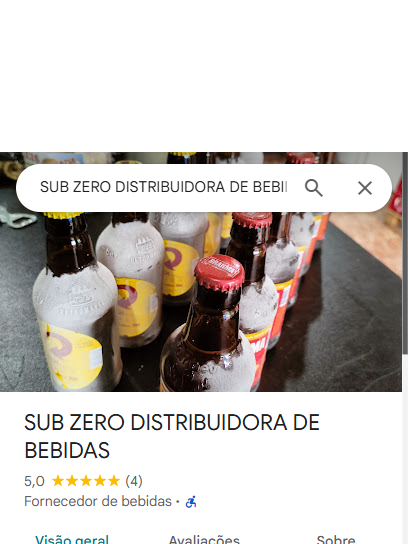 SUB ZERO DISTRIBUIDORA DE BEBI
SUB ZERO DISTRIBUIDORA DE
BEBIDAS
5,0 ★★★★★ (4)
Fornecedor de bebidas ·
Visão geral Avaliações Sobre